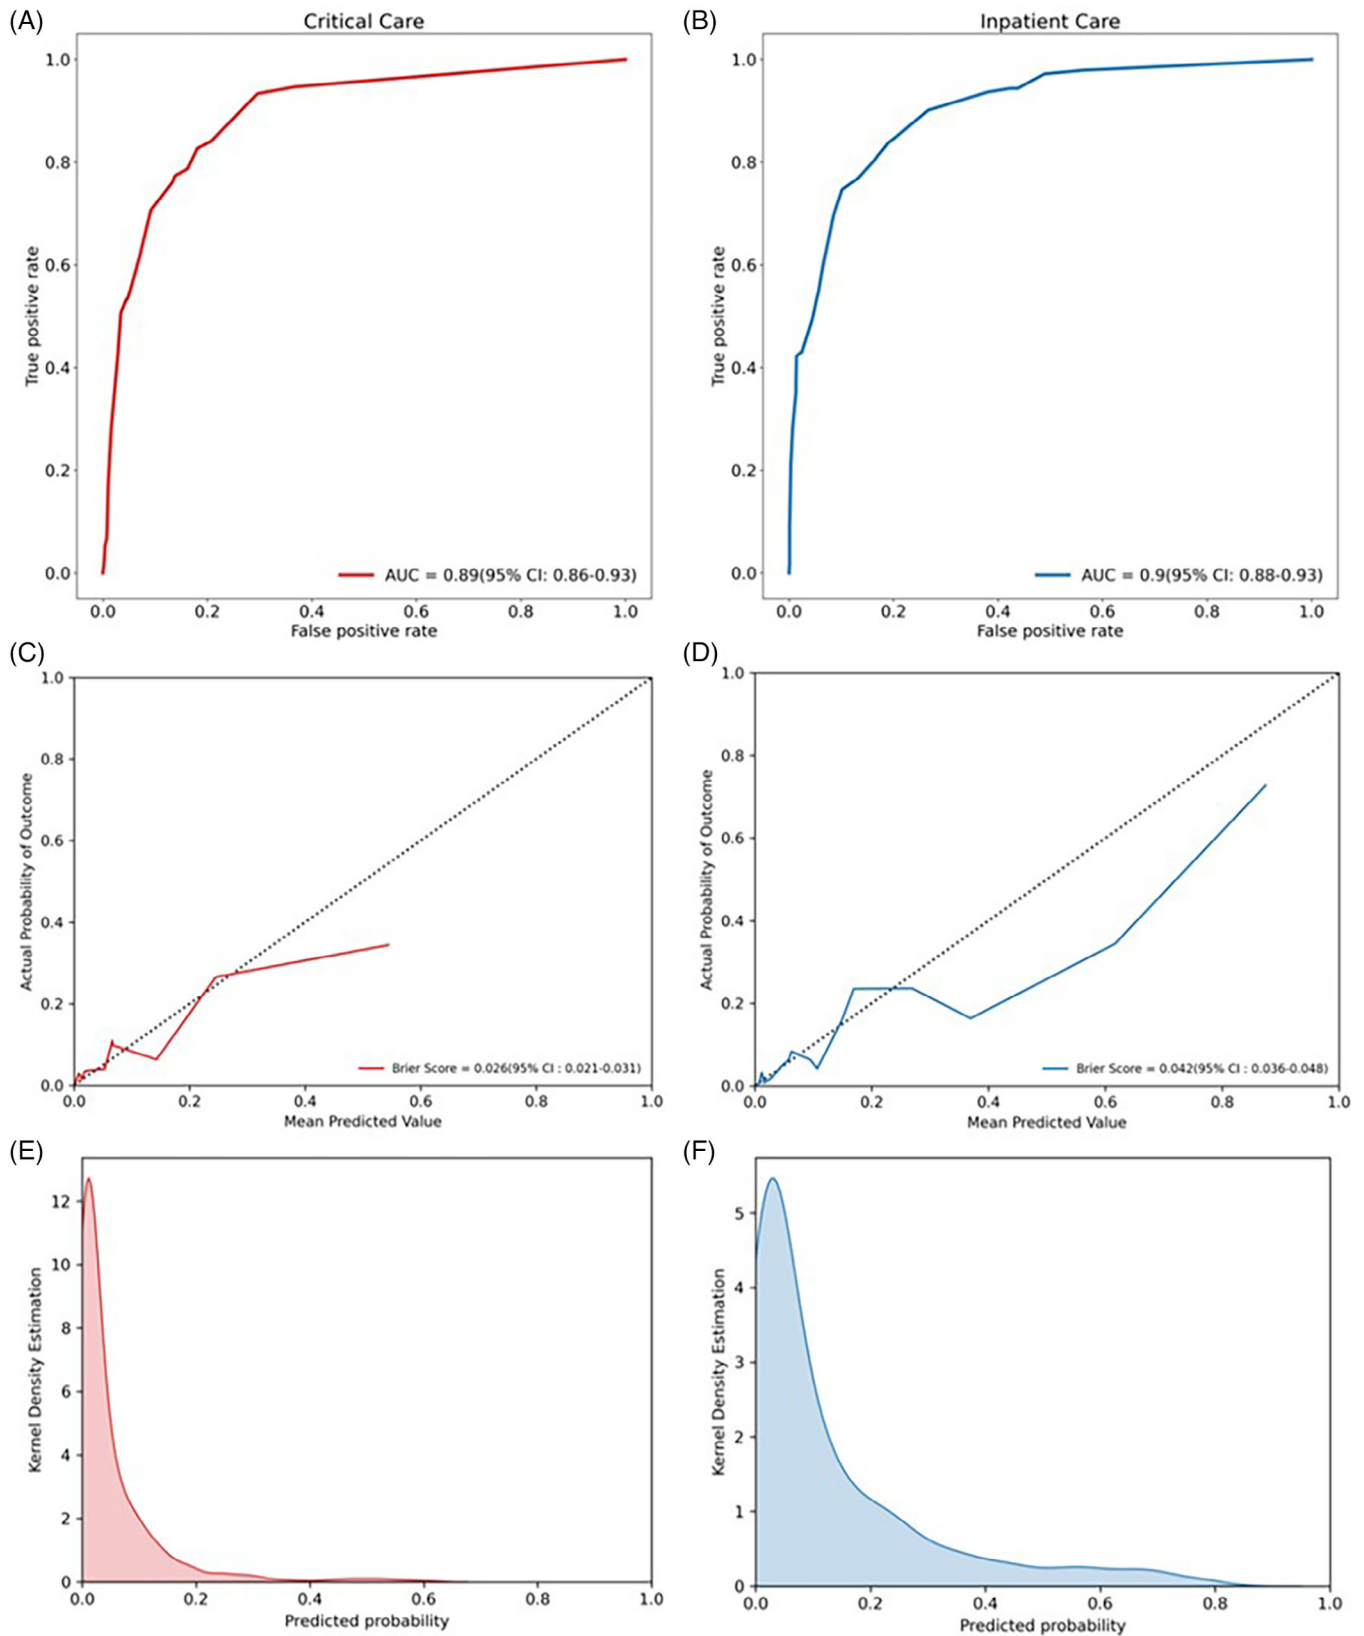 (A)
Critical Care
1.0
0.8
0.6
0.4
0.2
0.0
True positive rate
AUC = 0.89(95% CI: 0.86-0.93)
0.0 0.2 0.4 0.6 0.8 1.0
False positive rate
(B)
Inpatient Care
1.0
0.8
0.6
0.4
0.2
0.0
True positive rate
AUC = 0.9(95% CI: 0.88-0.93)
0.0 0.2 0.4 0.6 0.8 1.0
False positive rate
(C)
1.0
0.8
0.6
0.4
0.2
0.0
Actual Probability of Outcome
Brier Score = 0.026(95% CI : 0.021-0.031)
0.0 0.2 0.4 0.6 0.8 1.0
Mean Predicted Value
(D)
1.0
0.8
0.6
0.4
0.2
0.0
Actual Probability of Outcome
Brier Score = 0.042(95% CI : 0.036-0.048)
0.0 0.2 0.4 0.6 0.8 1.0
Mean Predicted Value
(E)
12
10
8
6
4
2
0
Kernel Density Estimation
0.0 0.2 0.4 0.6 0.8 1.0
Predicted probability
(F)
5
4
3
2
1
0
Kernel Density Estimation
0.0 0.2 0.4 0.6 0.8 1.0
Predicted probability